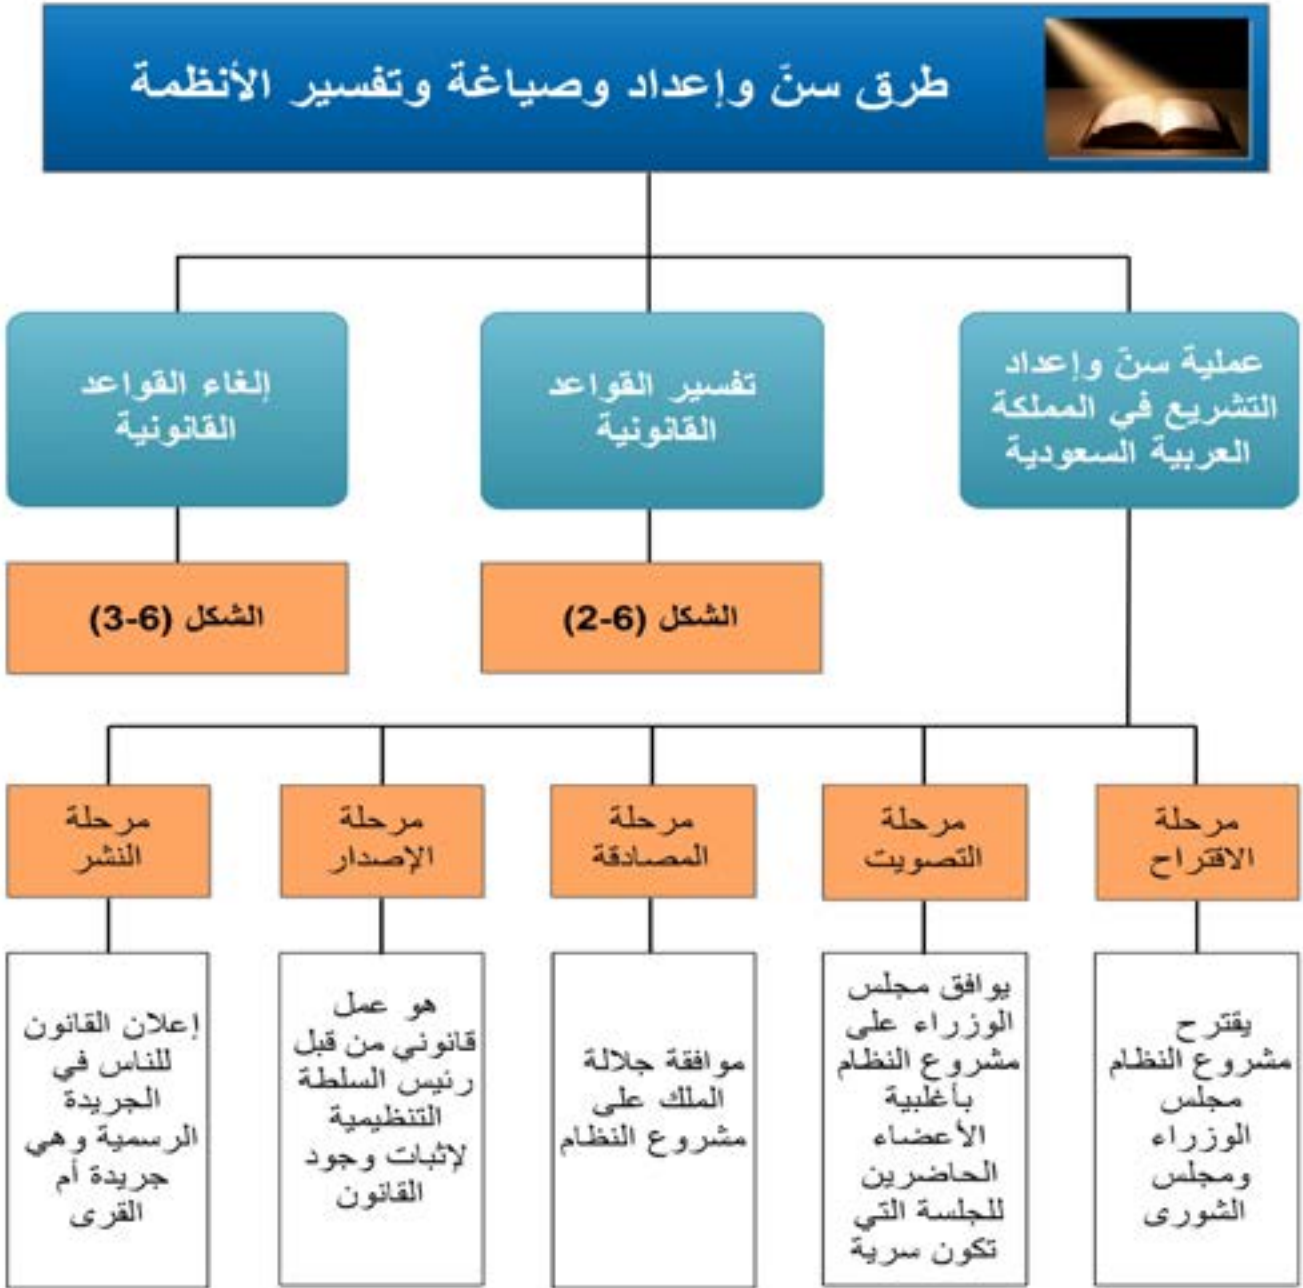 طرق سنّ وإعداد وصياغة وتفسير الأنظمة
عملية سنّ وإعداد
التشريع في المملكة
العربية السعودية
تفسير القواعد
القانونية
إلغاء القواعد
القانونية
الشكل (6-2)
الشكل (6-3)
مرحلة
الاقتراح
مرحلة
التصويت
مرحلة
المصادقة
مرحلة
الإصدار
مرحلة
النشر
يقترح
مشروع النظام
مجلس
الوزراء
ومجلس
الشورى
يوافق مجلس
الوزراء على
مشروع النظام
بأغلبية
الأعضاء
الحاضرين
للجلسة التي
تكون سرية
موافقة جلالة
الملك على
مشروع النظام
هو عمل
قانوني من قبل
رئيس السلطة
التنظيمية
لإثبات وجود
القانون
إعلان القانون
للناس في
الجريدة
الرسمية وهي
جريدة أم
القرى